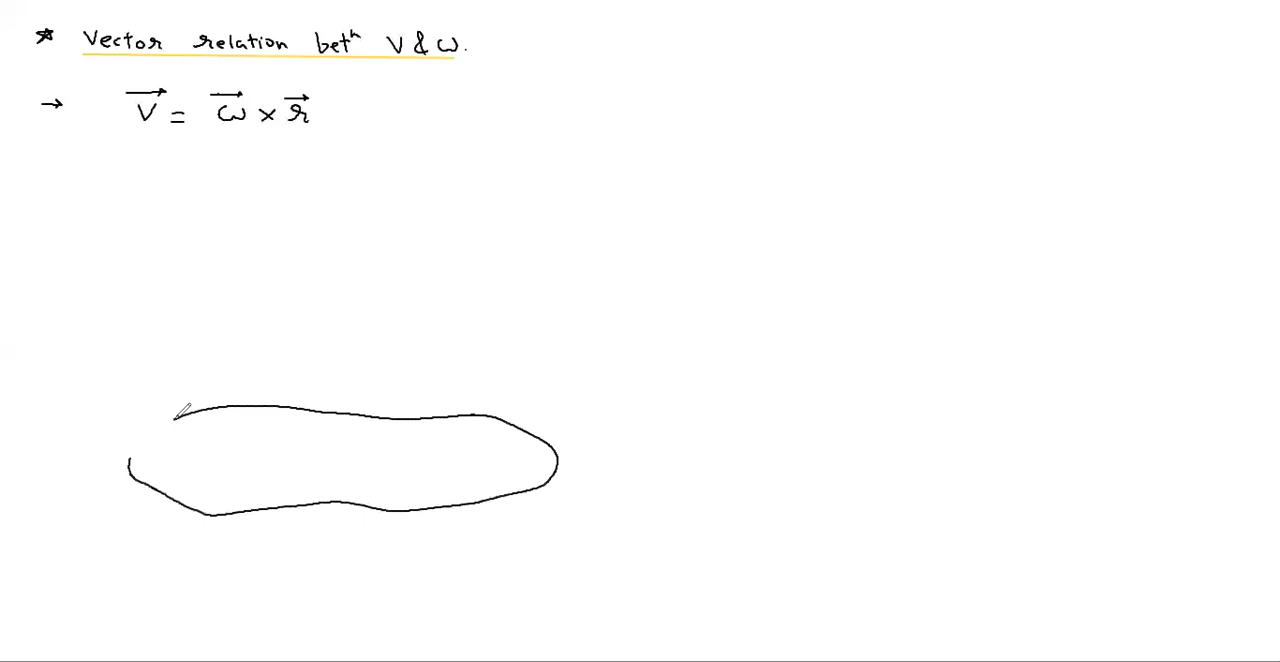 * Vector relation betⁿ V & ω.
→ V⃗ = ω⃗ × r⃗